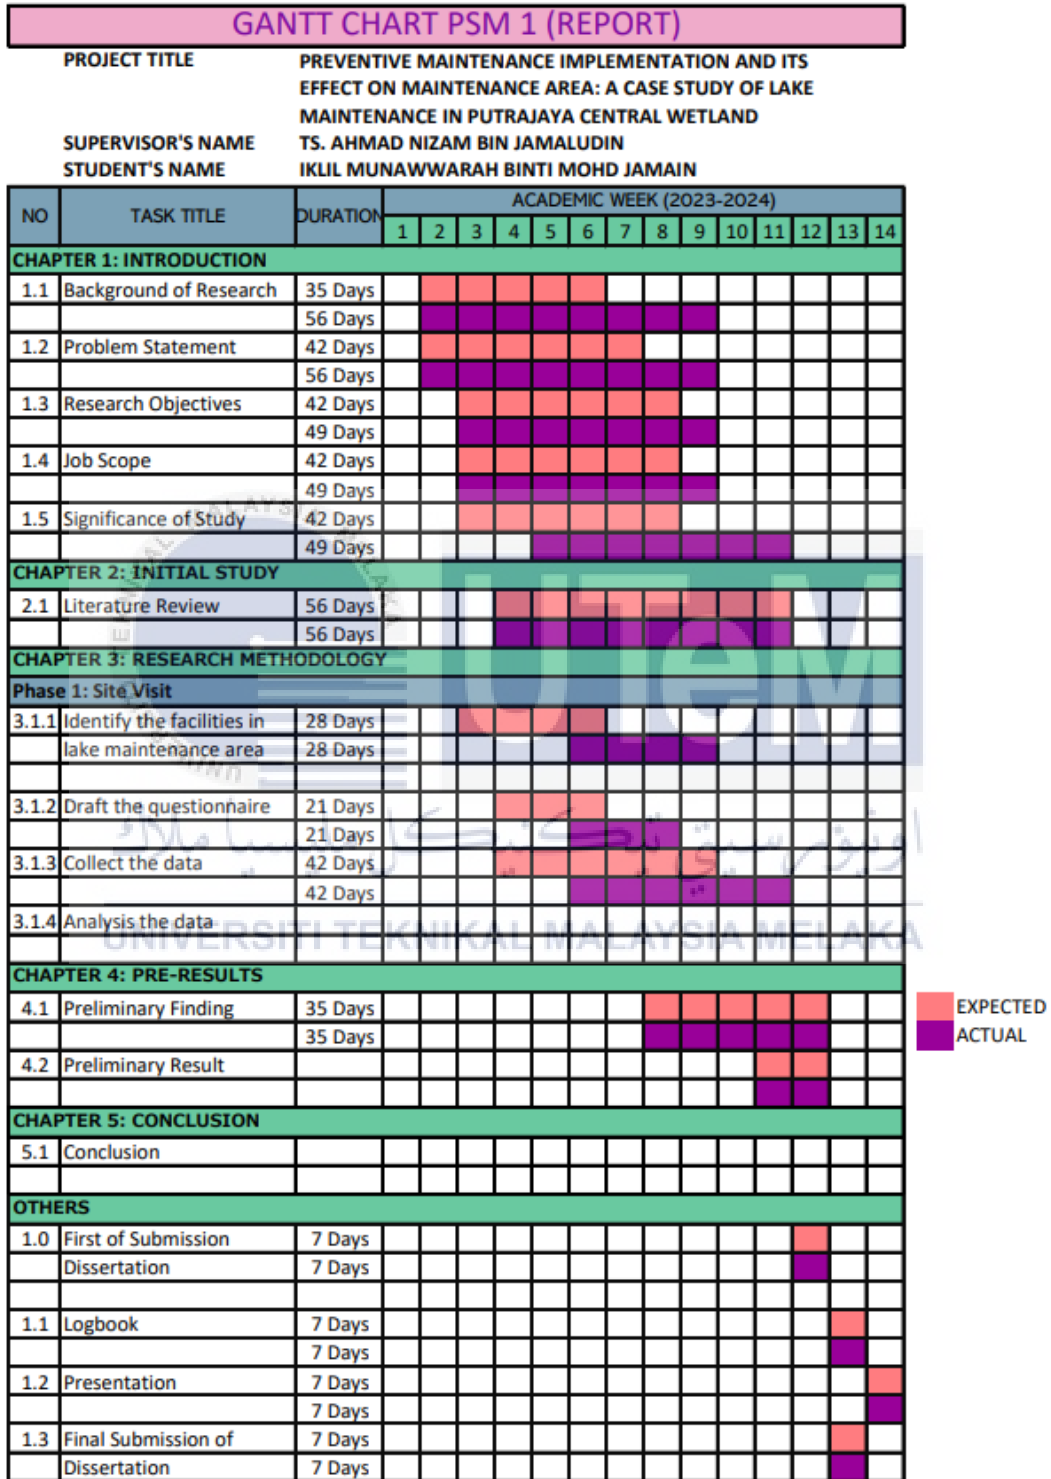 GANTT CHART PSM 1 (REPORT)
PROJECT TITLE PREVENTIVE MAINTENANCE IMPLEMENTATION AND ITS
EFFECT ON MAINTENANCE AREA: A CASE STUDY OF LAKE
MAINTENANCE IN PUTRAJAYA CENTRAL WETLAND
SUPERVISOR'S NAME TS. AHMAD NIZAM BIN JAMALUDIN
STUDENT'S NAME IKLIL MUNAWWARAH BINTI MOHD JAMAIN
NO TASK TITLE DURATION ACADEMIC WEEK (2023-2024)
1 2 3 4 5 6 7 8 9 10 11 12 13 14
CHAPTER 1: INTRODUCTION
1.1 Background of Research 35 Days
56 Days
1.2 Problem Statement 42 Days
56 Days
1.3 Research Objectives 42 Days
49 Days
1.4 Job Scope 42 Days
49 Days
1.5 Significance of Study 42 Days
49 Days
CHAPTER 2: INITIAL STUDY
2.1 Literature Review 56 Days
56 Days
CHAPTER 3: RESEARCH METHODOLOGY
Phase 1: Site Visit
3.1.1 Identify the facilities in 28 Days
lake maintenance area 28 Days
3.1.2 Draft the questionnaire 21 Days
21 Days
3.1.3 Collect the data 42 Days
42 Days
3.1.4 Analysis the data
CHAPTER 4: PRE-RESULTS
4.1 Preliminary Finding 35 Days
35 Days
4.2 Preliminary Result
CHAPTER 5: CONCLUSION
5.1 Conclusion
OTHERS
1.0 First of Submission 7 Days
Dissertation 7 Days
1.1 Logbook 7 Days
7 Days
1.2 Presentation 7 Days
7 Days
1.3 Final Submission of 7 Days
Dissertation 7 Days
EXPECTED
ACTUAL
UTeM
اونيۏرسيتي تيكنيكل مليسيا ملاك
UNIVERSITI TEKNIKAL MALAYSIA MELAKA